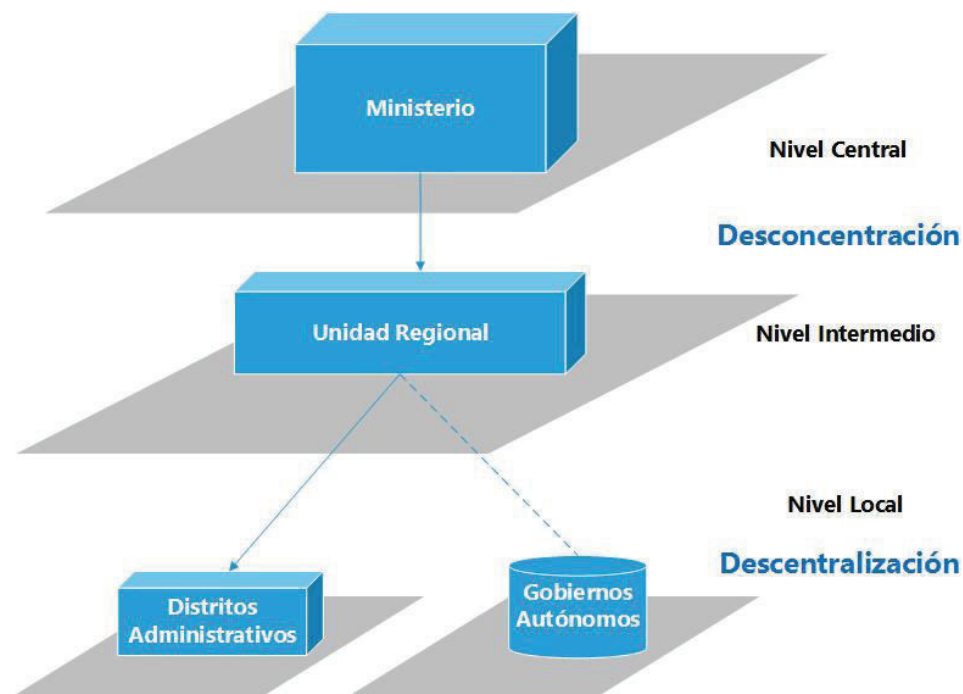 Ministerio
Nivel Central
Desconcentración
Unidad Regional
Nivel Intermedio
Nivel Local
Descentralización
Distritos
Administrativos
Gobiernos
Autónomos